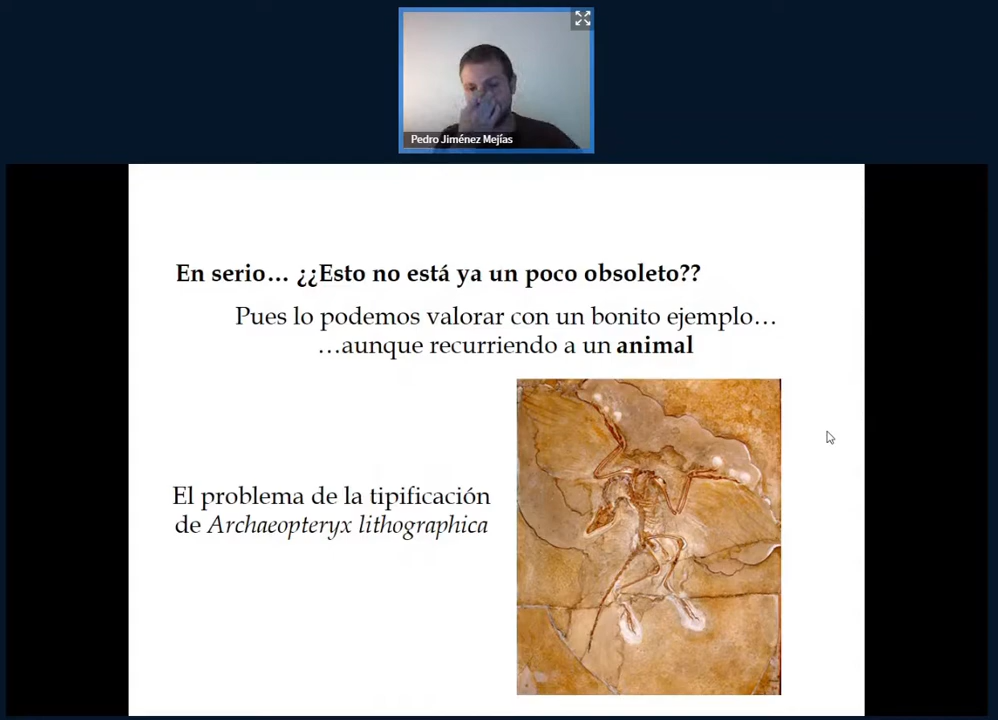 Pedro Jiménez Mejías
En serio… ¿¿Esto no está ya un poco obsoleto??
Pues lo podemos valorar con un bonito ejemplo…
…aunque recurriendo a un animal
El problema de la tipificación
de Archaeopteryx lithographica